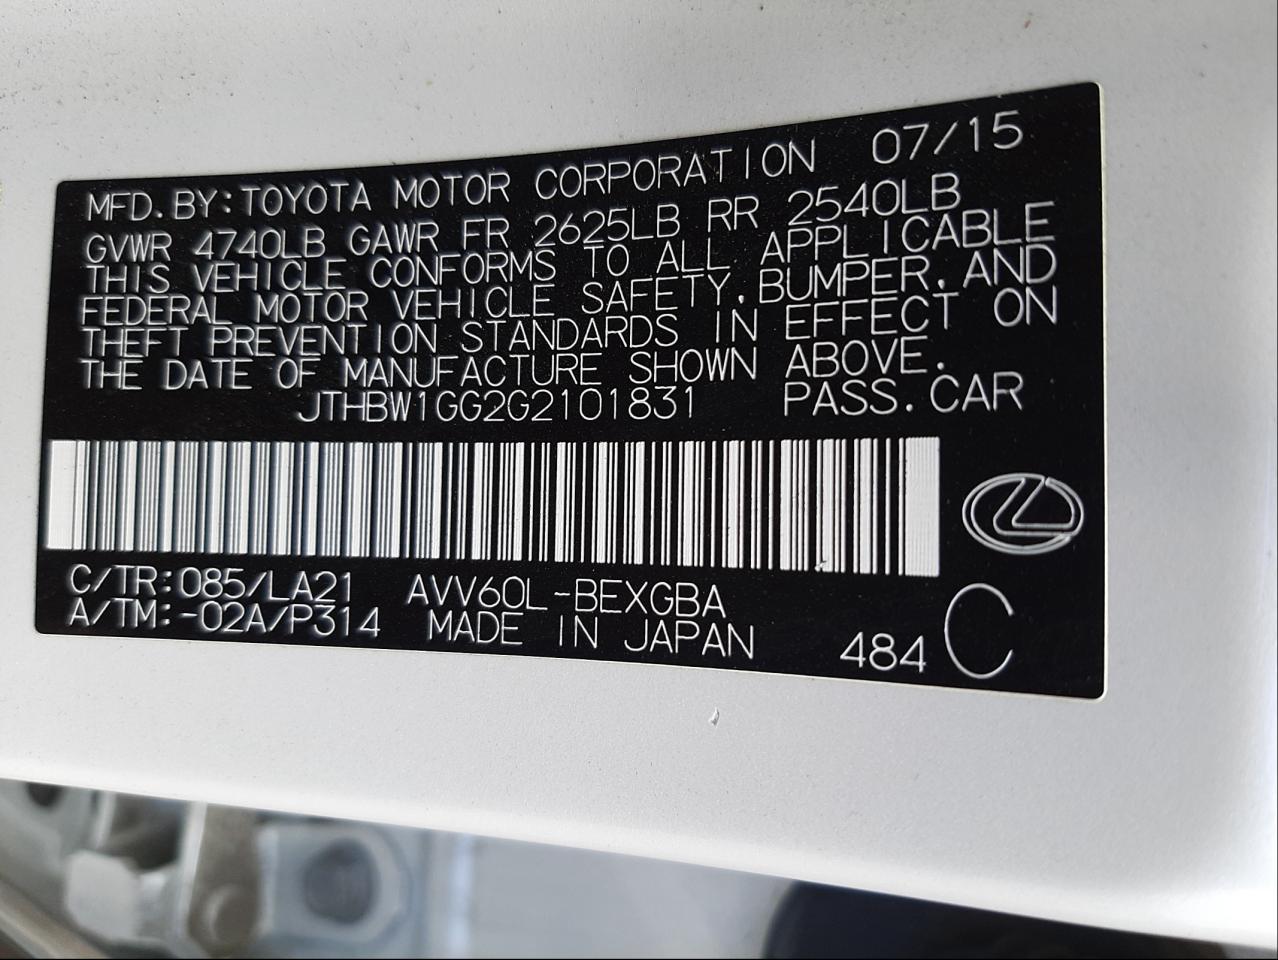 MFD.BY:TOYOTA MOTOR CORPORATION 07/15
GVWR 4740LB GAWR FR 2625LB RR 2540LB
THIS VEHICLE CONFORMS TO ALL APPLICABLE
FEDERAL MOTOR VEHICLE SAFETY,BUMPER,AND
THEFT PREVENTION STANDARDS IN EFFECT ON
THE DATE OF MANUFACTURE SHOWN ABOVE.
JTHBW1GG2G2101831 PASS.CAR
C/TR:085/LA21 AVV60L-BEXGBA
A/TM:-02A/P314 MADE IN JAPAN 484 C